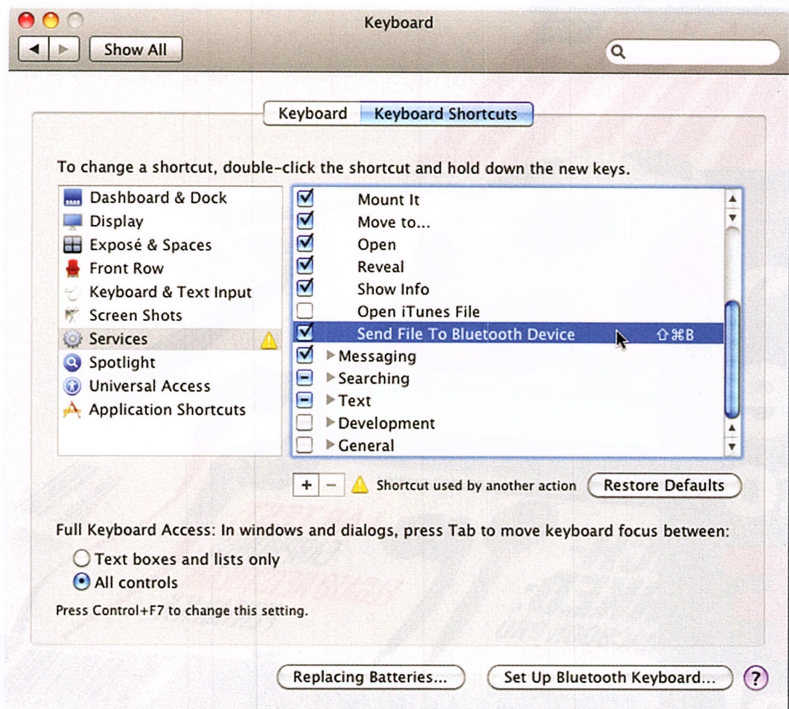 Keyboard
Show All
Keyboard Keyboard Shortcuts
To change a shortcut, double-click the shortcut and hold down the new keys.
Dashboard & Dock
Display
Exposé & Spaces
Front Row
Keyboard & Text Input
Screen Shots
Services
Spotlight
Universal Access
Application Shortcuts
Mount It
Move to...
Open
Reveal
Show Info
Open iTunes File
Send File To Bluetooth Device ⇧⌘B
Messaging
Searching
Text
Development
General
+ − Shortcut used by another action Restore Defaults
Full Keyboard Access: In windows and dialogs, press Tab to move keyboard focus between:
Text boxes and lists only
All controls
Press Control+F7 to change this setting.
Replacing Batteries... Set Up Bluetooth Keyboard... ?